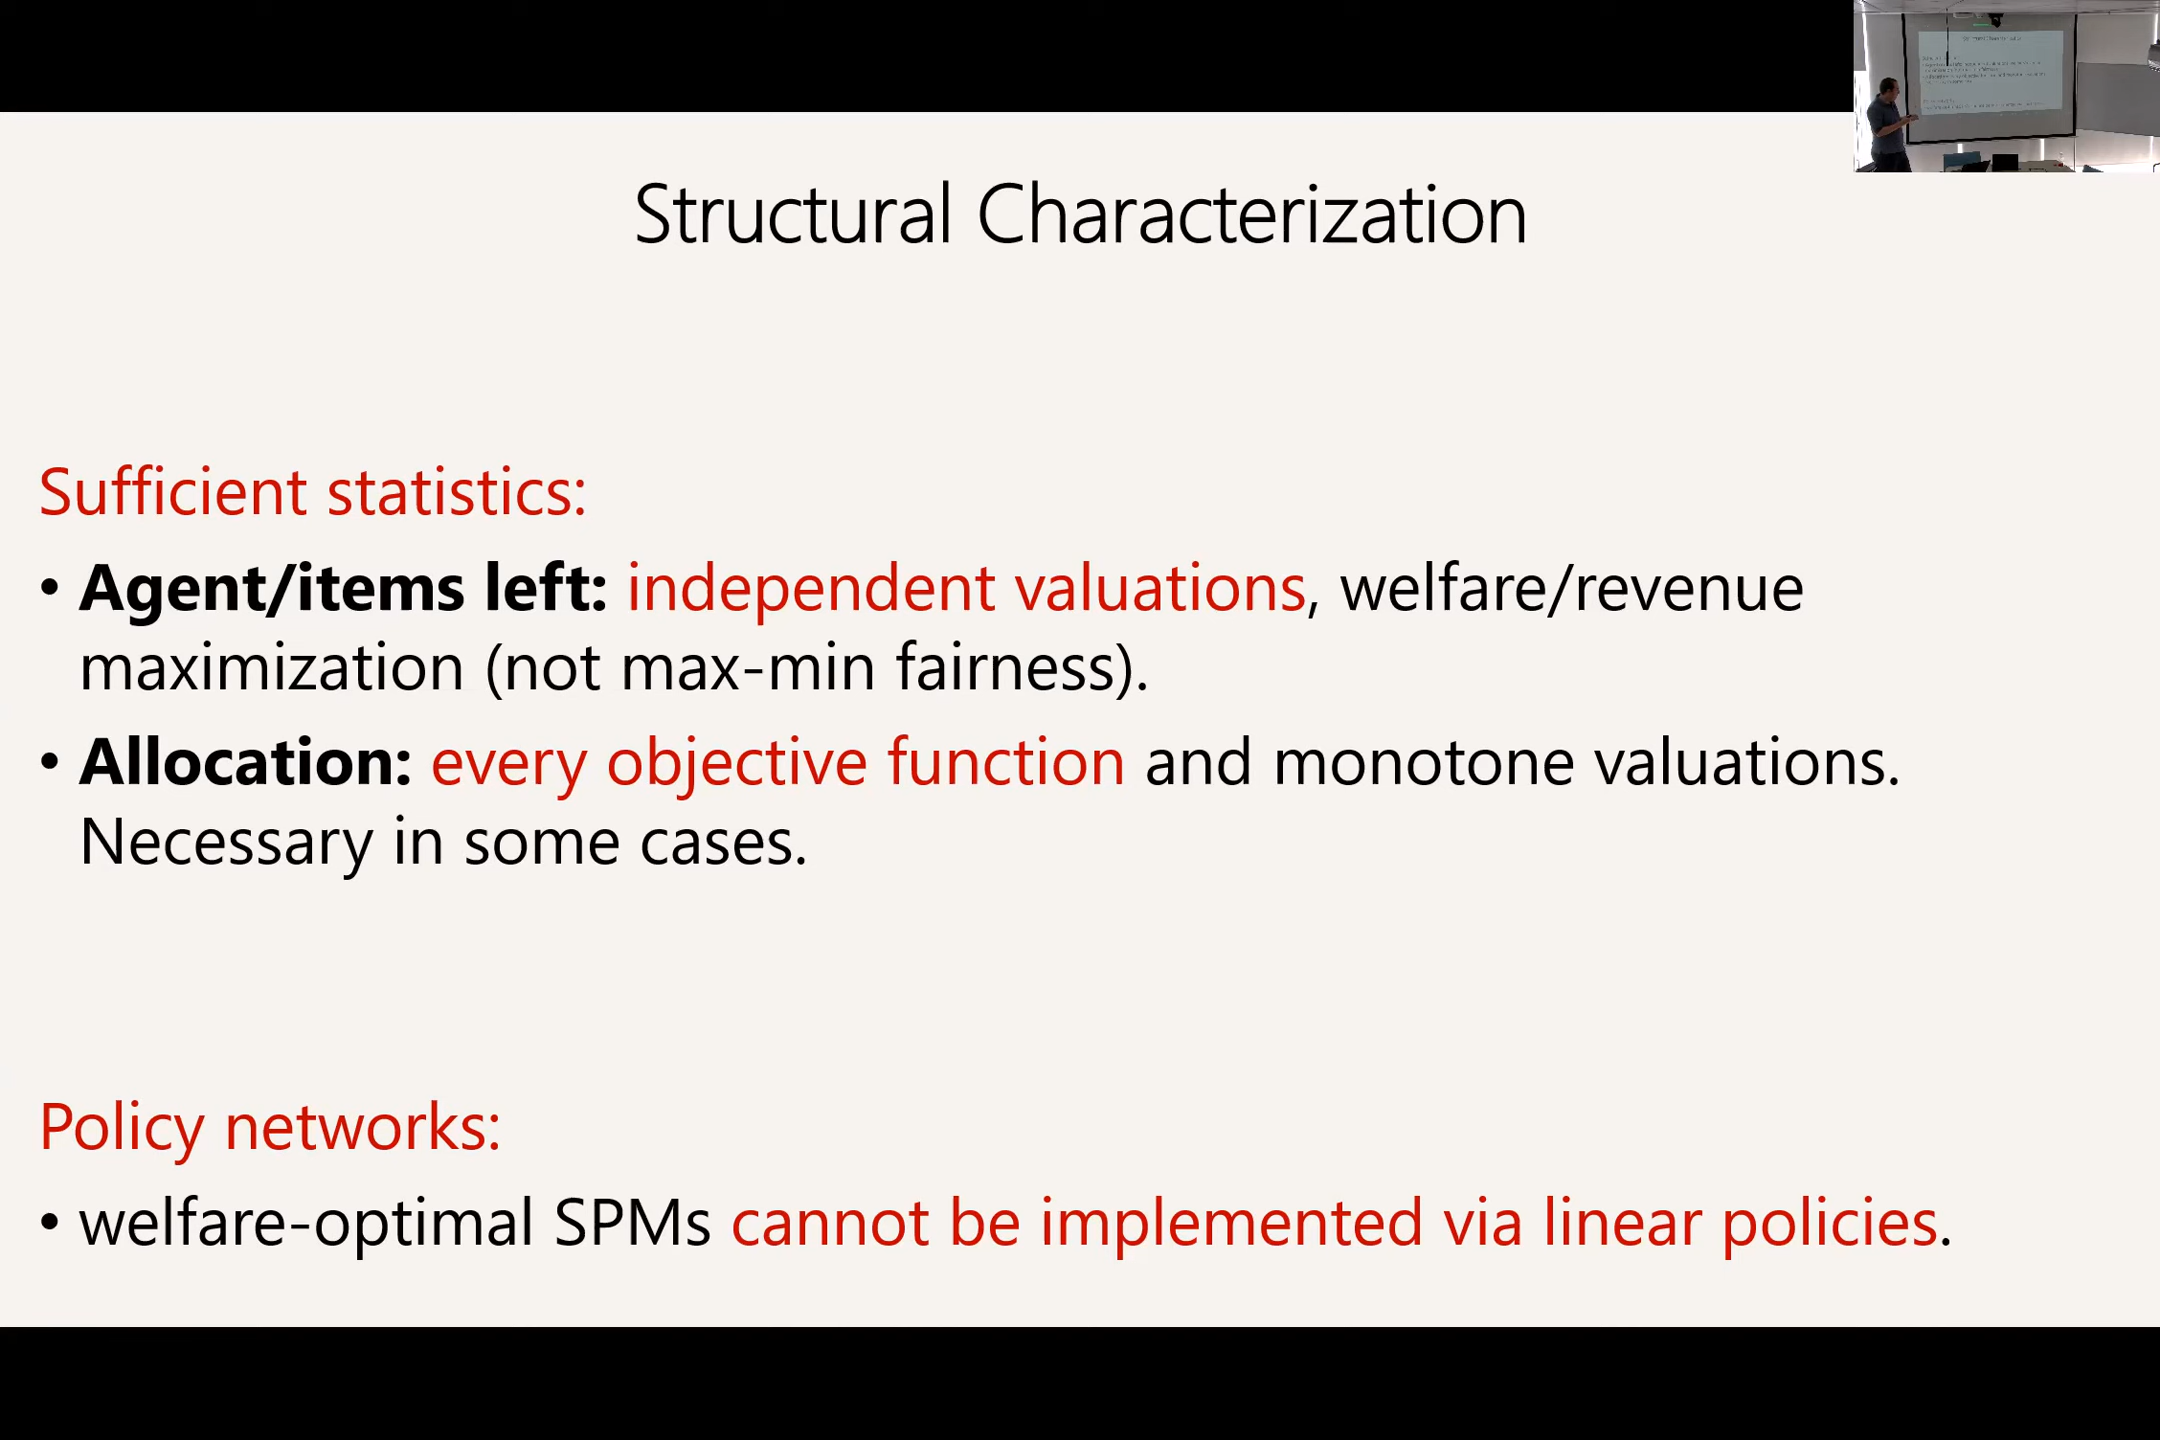 Structural Characterization
Sufficient statistics:
• Agent/items left: independent valuations, welfare/revenue
maximization (not max-min fairness).
• Allocation: every objective function and monotone valuations.
Necessary in some cases.
Policy networks:
• welfare-optimal SPMs cannot be implemented via linear policies.